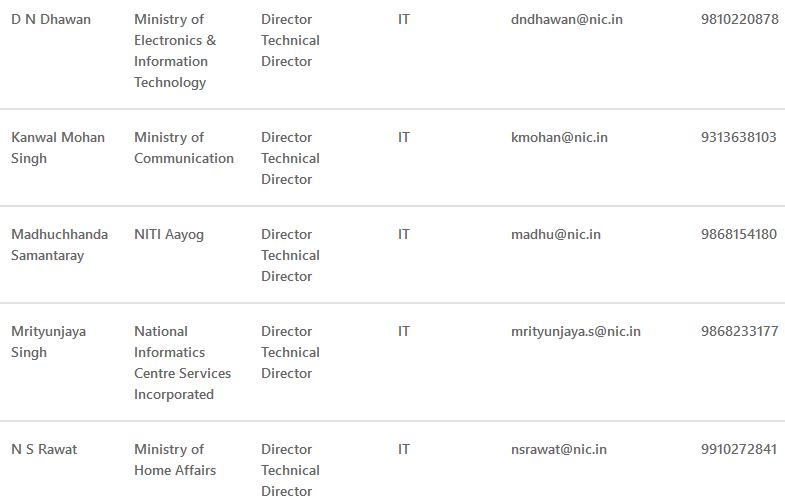 D N Dhawan Ministry of Director IT dndhawan@nic.in 9810220878
Electronics & Technical
Information Director
Technology
Kanwal Mohan Ministry of Director IT kmohan@nic.in 9313638103
Singh Communication Technical
Director
Madhuchhanda NITI Aayog Director IT madhu@nic.in 9868154180
Samantaray Technical
Director
Mrityunjaya National Director IT mrityunjaya.s@nic.in 9868233177
Singh Informatics Technical
Centre Services Director
Incorporated
N S Rawat Ministry of Director IT nsrawat@nic.in 9910272841
Home Affairs Technical
Director